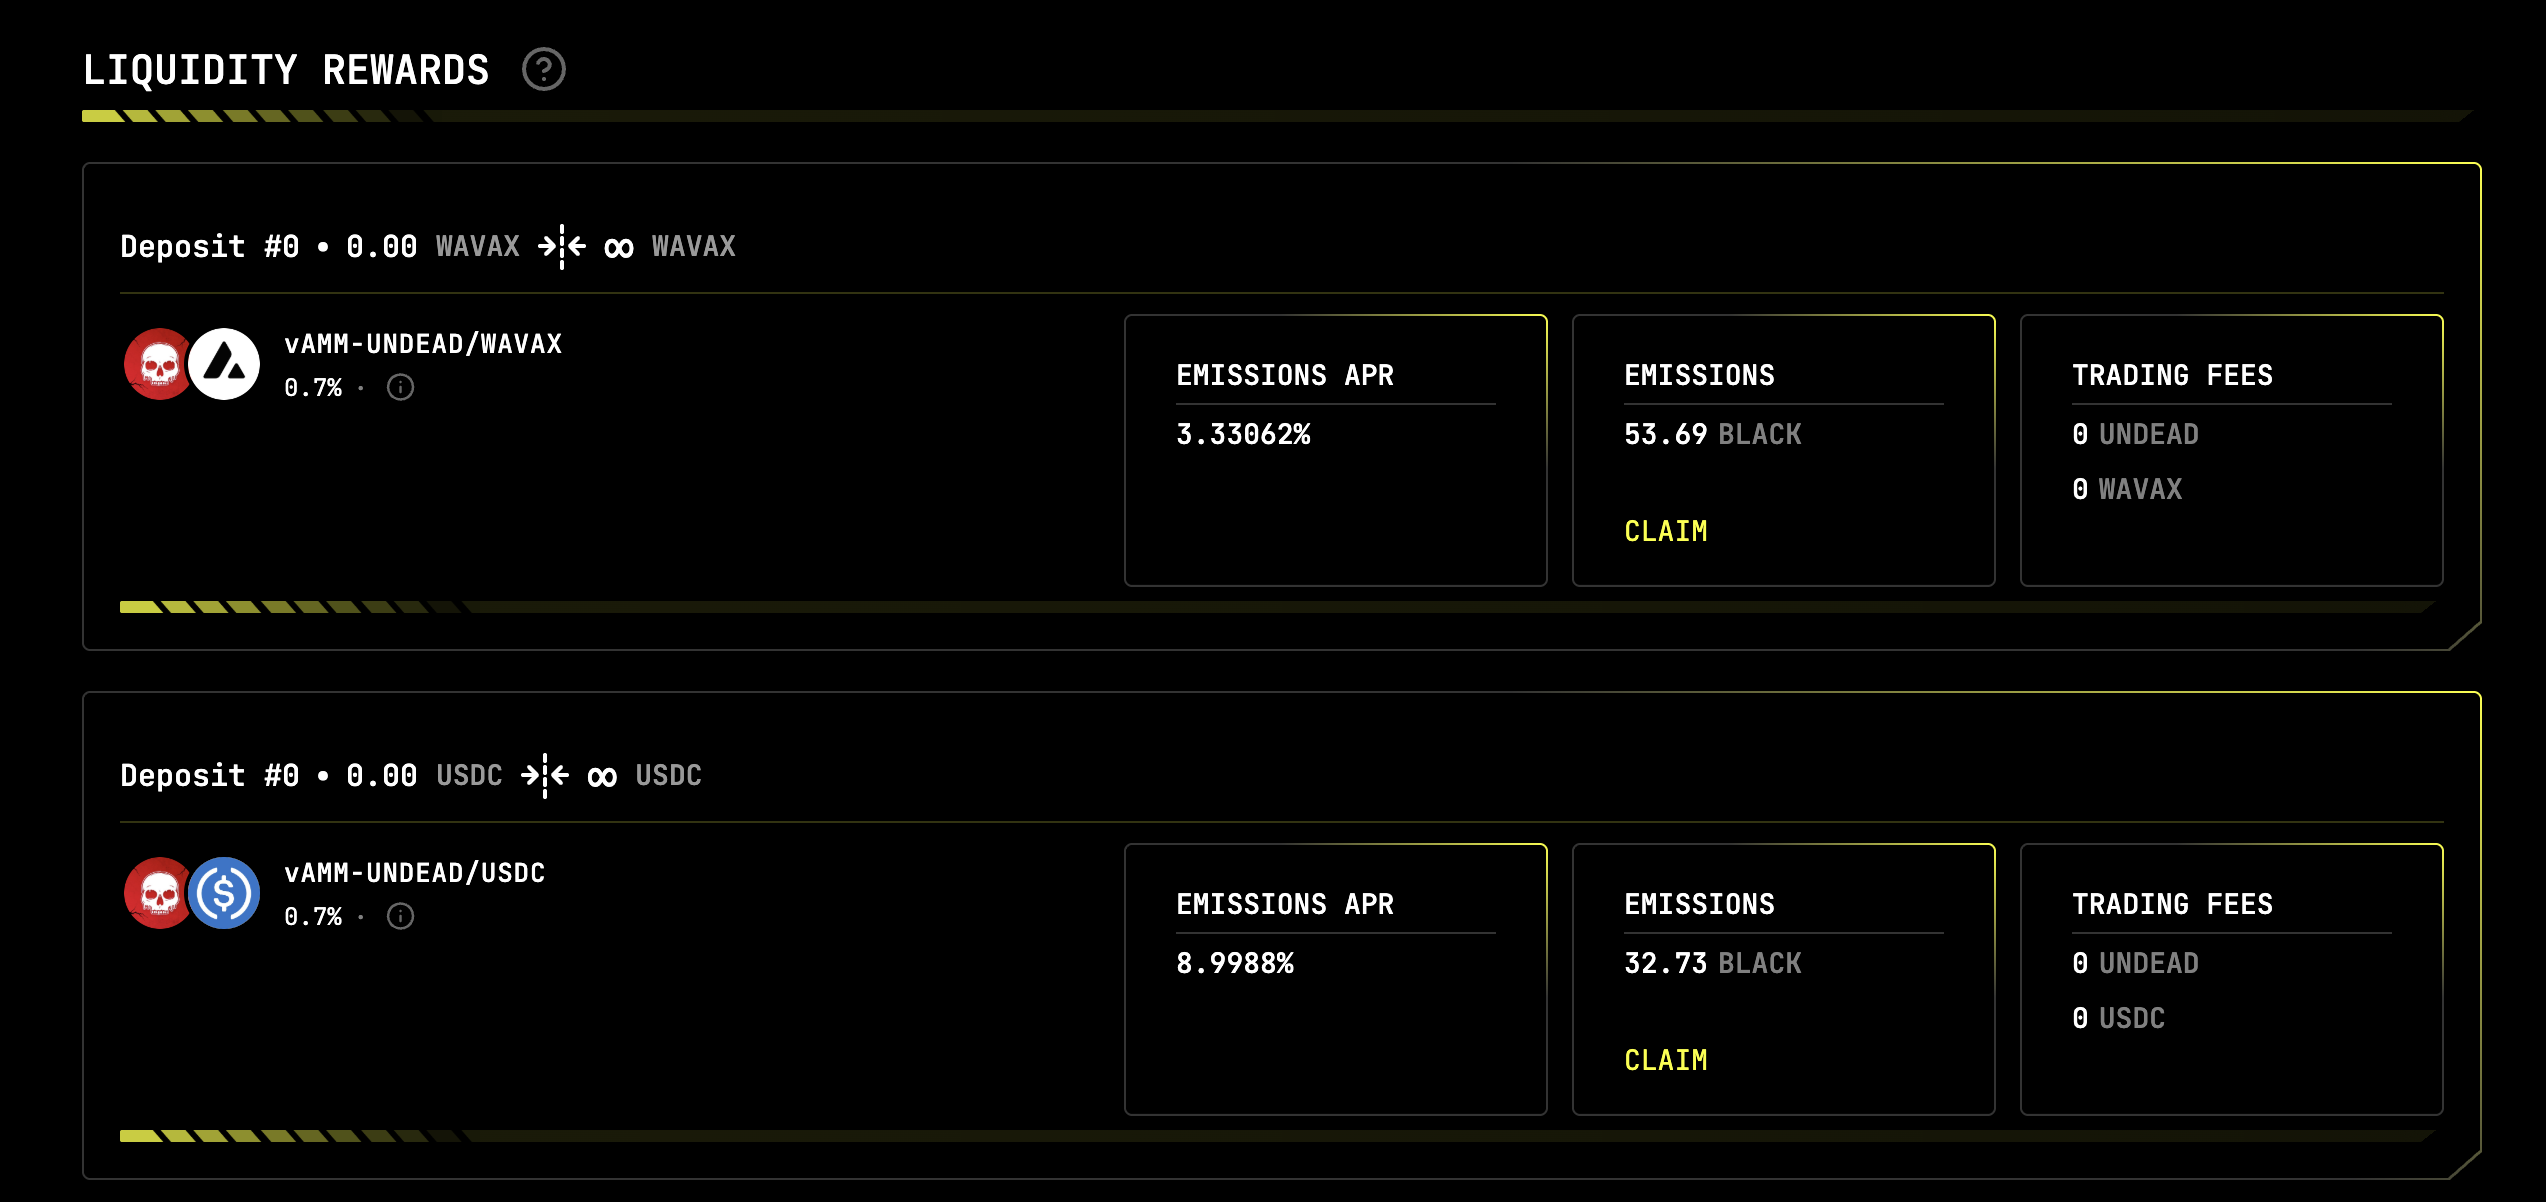 LIQUIDITY REWARDS ?
Deposit #0 • 0.00 WAVAX ∞ WAVAX
vAMM-UNDEAD/WAVAX
0.7% ·
EMISSIONS APR
3.33062%
EMISSIONS
53.69 BLACK
CLAIM
TRADING FEES
0 UNDEAD
0 WAVAX
Deposit #0 • 0.00 USDC ∞ USDC
vAMM-UNDEAD/USDC
0.7% ·
EMISSIONS APR
8.9988%
EMISSIONS
32.73 BLACK
CLAIM
TRADING FEES
0 UNDEAD
0 USDC